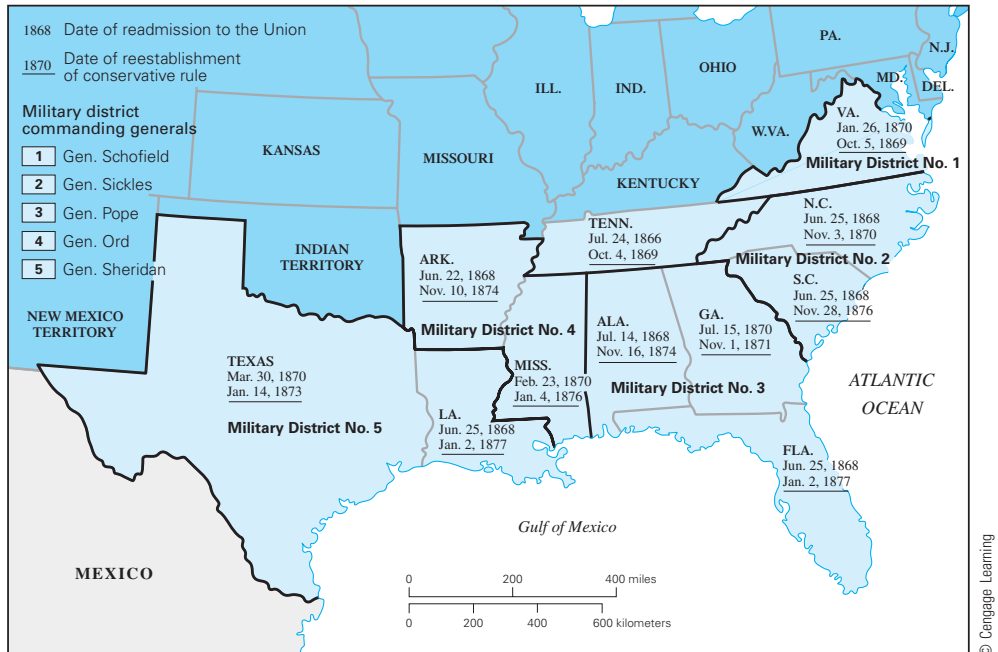 1868 Date of readmission to the Union
1870 Date of reestablishment
of conservative rule
Military district
commanding generals
1 Gen. Schofield
2 Gen. Sickles
3 Gen. Pope
4 Gen. Ord
5 Gen. Sheridan
PA.
N.J.
OHIO
MD.
DEL.
ILL.
IND.
W.VA.
VA.
Jan. 26, 1870
Oct. 5, 1869
Military District No. 1
KANSAS
MISSOURI
KENTUCKY
N.C.
Jun. 25, 1868
Nov. 3, 1870
Military District No. 2
TENN.
Jul. 24, 1866
Oct. 4, 1869
INDIAN
TERRITORY
ARK.
Jun. 22, 1868
Nov. 10, 1874
S.C.
Jun. 25, 1868
Nov. 28, 1876
NEW MEXICO
TERRITORY
Military District No. 4
ALA.
Jul. 14, 1868
Nov. 16, 1874
GA.
Jul. 15, 1870
Nov. 1, 1871
TEXAS
Mar. 30, 1870
Jan. 14, 1873
Military District No. 5
MISS.
Feb. 23, 1870
Jan. 4, 1876
Military District No. 3
ATLANTIC
OCEAN
LA.
Jun. 25, 1868
Jan. 2, 1877
FLA.
Jun. 25, 1868
Jan. 2, 1877
Gulf of Mexico
MEXICO
0 200 400 miles
0 200 400 600 kilometers
© Cengage Learning